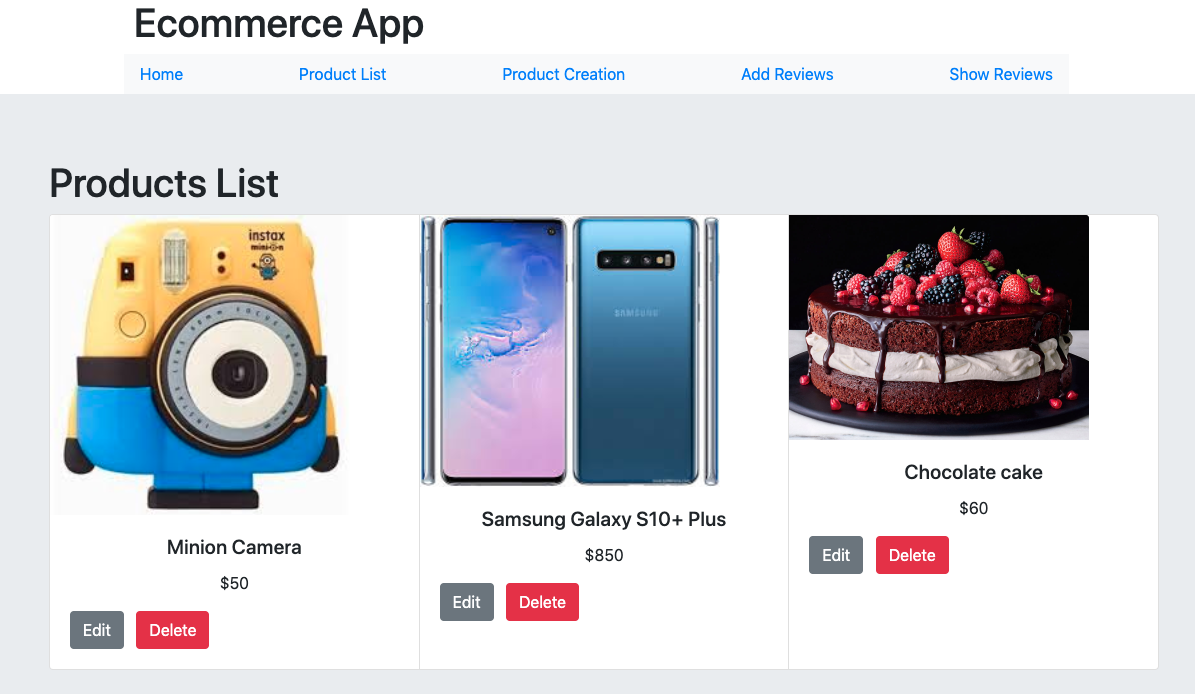 Ecommerce App
Home Product List Product Creation Add Reviews Show Reviews
Products List
instax
mini-o-n
SAMSUNG
Minion Camera
$50
Edit Delete
Samsung Galaxy S10+ Plus
$850
Edit Delete
Chocolate cake
$60
Edit Delete